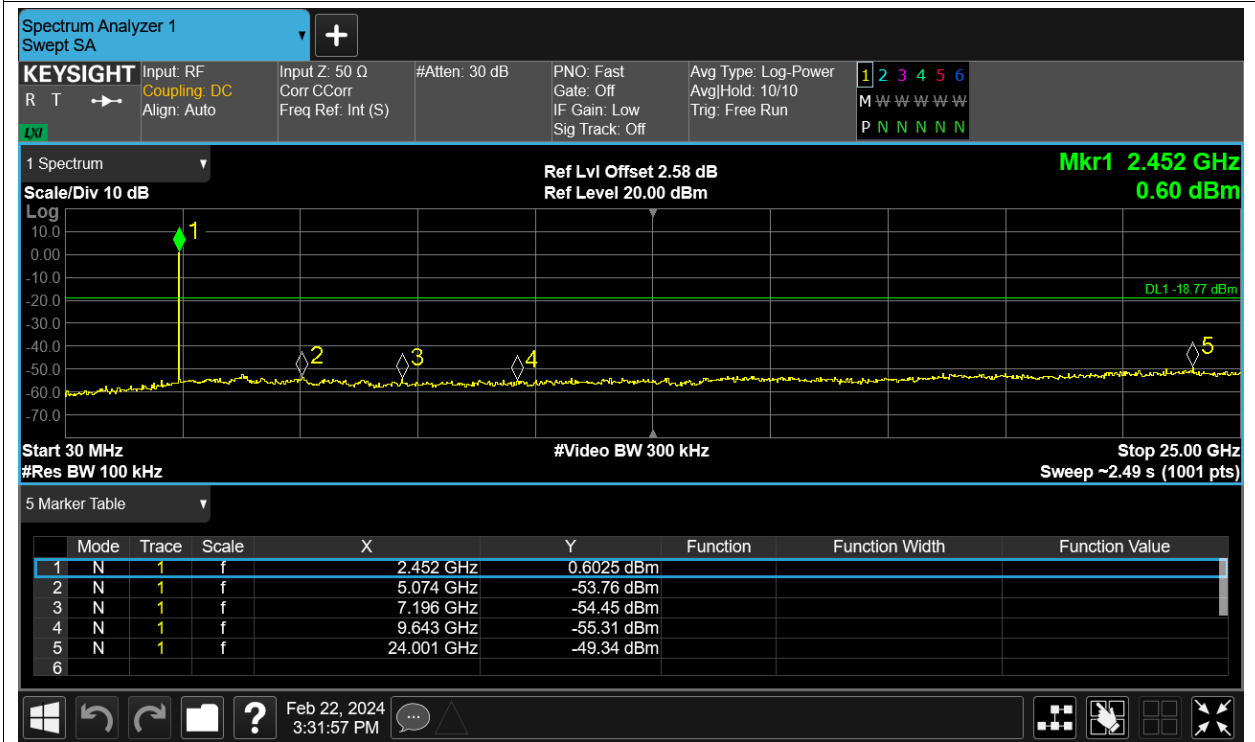 Spectrum Analyzer 1
Swept SA
+
KEYSIGHT
R T
LXI
Input: RF
Coupling: DC
Align: Auto
Input Z: 50 Ω
Corr CCorr
Freq Ref: Int (S)
#Atten: 30 dB
PNO: Fast
Gate: Off
IF Gain: Low
Sig Track: Off
Avg Type: Log-Power
Avg|Hold: 10/10
Trig: Free Run
1 2 3 4 5 6
M W W W W W
P N N N N N
1 Spectrum
Scale/Div 10 dB
Ref Lvl Offset 2.58 dB
Ref Level 20.00 dBm
Mkr1 2.452 GHz
0.60 dBm
Log
10.0
0.00
-10.0
-20.0
-30.0
-40.0
-50.0
-60.0
-70.0
1
2
3
4
5
DL1 -18.77 dBm
Start 30 MHz
#Video BW 300 kHz
Stop 25.00 GHz
#Res BW 100 kHz
Sweep ~2.49 s (1001 pts)
5 Marker Table
Mode Trace Scale X Y Function Function Width Function Value
1 N 1 f 2.452 GHz 0.6025 dBm
2 N 1 f 5.074 GHz -53.76 dBm
3 N 1 f 7.196 GHz -54.45 dBm
4 N 1 f 9.643 GHz -55.31 dBm
5 N 1 f 24.001 GHz -49.34 dBm
6
?
Feb 22, 2024
3:31:57 PM